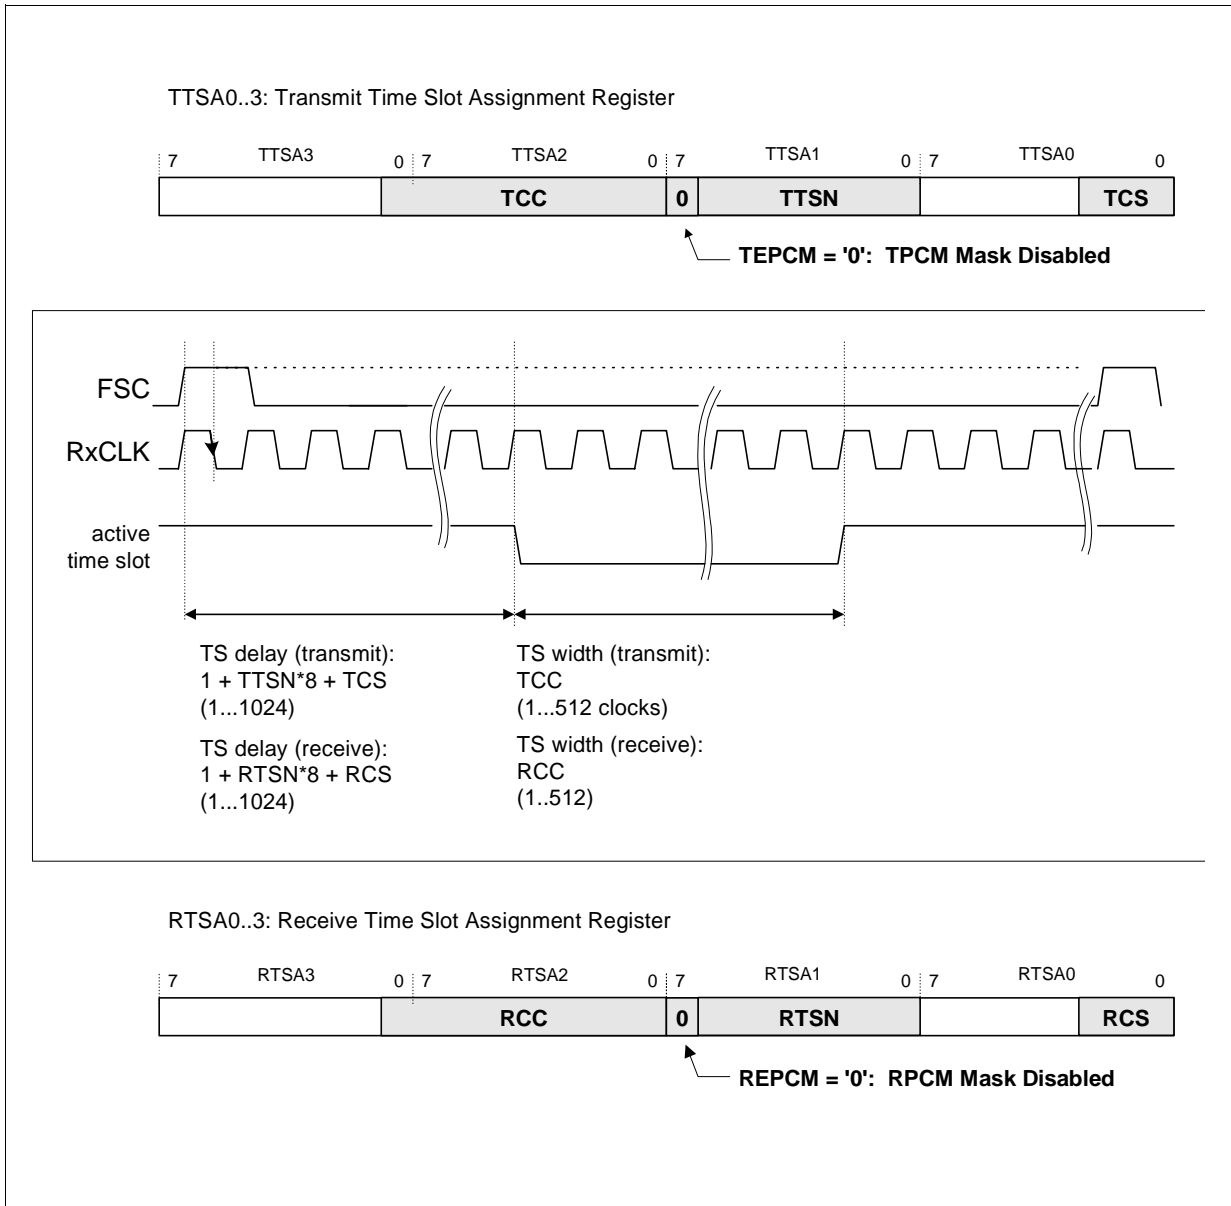 TTSA0..3: Transmit Time Slot Assignment Register
7 TTSA3 0 7 TTSA2 0 7 TTSA1 0 7 TTSA0 0
TCC 0 TTSN TCS
TEPCM = '0': TPCM Mask Disabled
FSC
RxCLK
active
time slot
TS delay (transmit):
1 + TTSN*8 + TCS
(1...1024)
TS width (transmit):
TCC
(1...512 clocks)
TS delay (receive):
1 + RTSN*8 + RCS
(1...1024)
TS width (receive):
RCC
(1..512)
RTSA0..3: Receive Time Slot Assignment Register
7 RTSA3 0 7 RTSA2 0 7 RTSA1 0 7 RTSA0 0
RCC 0 RTSN RCS
REPCM = '0': RPCM Mask Disabled